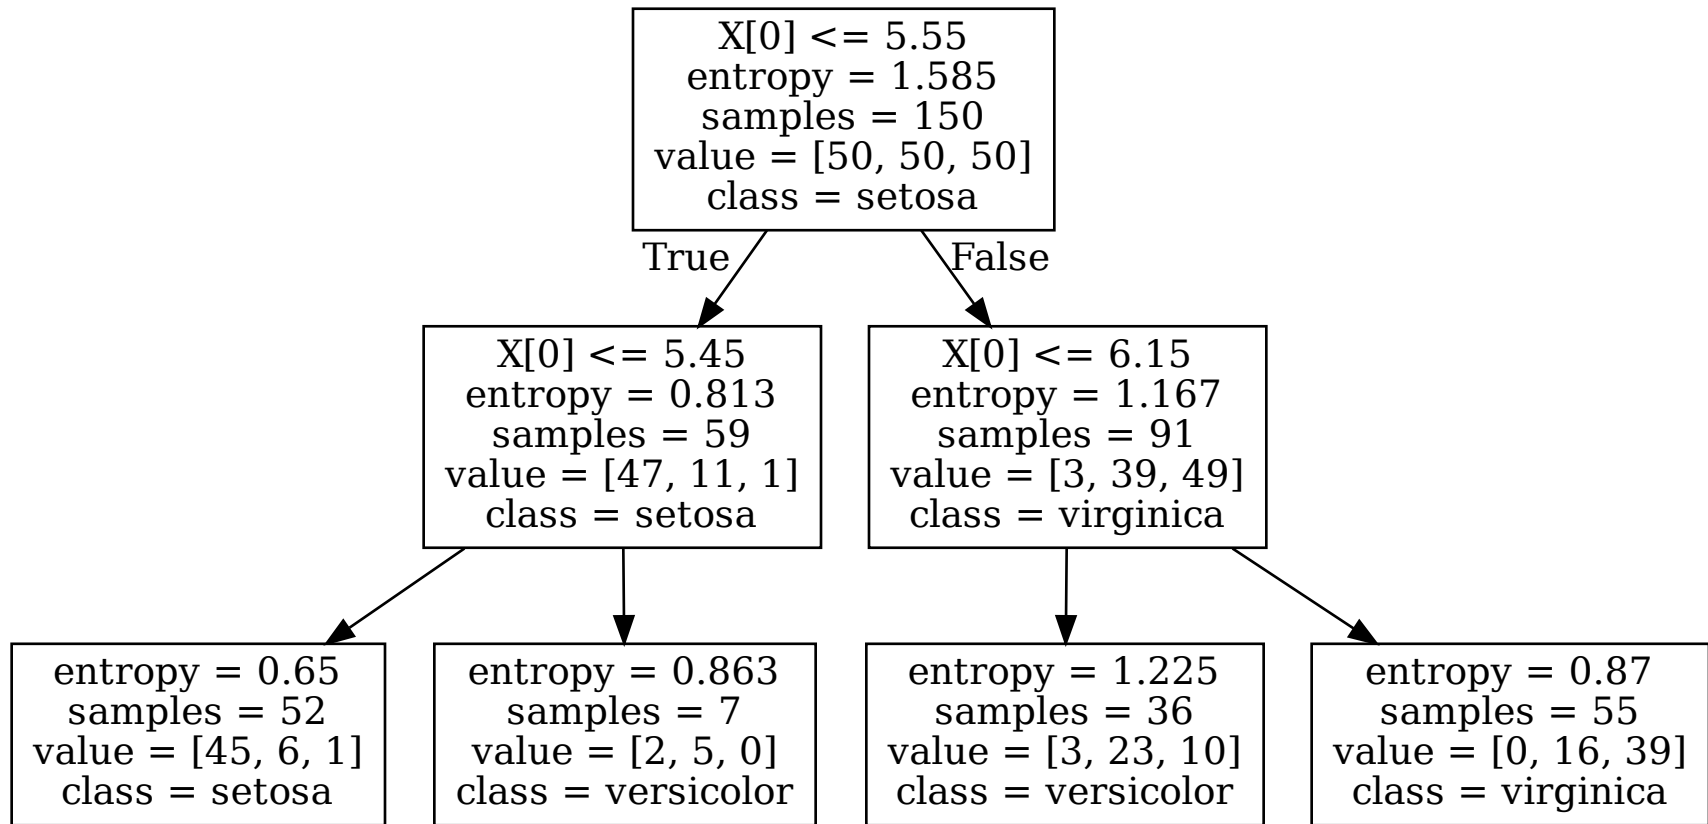 X[0] <= 5.55
entropy = 1.585
samples = 150
value = [50, 50, 50]
class = setosa
True
False
X[0] <= 5.45
entropy = 0.813
samples = 59
value = [47, 11, 1]
class = setosa
X[0] <= 6.15
entropy = 1.167
samples = 91
value = [3, 39, 49]
class = virginica
entropy = 0.65
samples = 52
value = [45, 6, 1]
class = setosa
entropy = 0.863
samples = 7
value = [2, 5, 0]
class = versicolor
entropy = 1.225
samples = 36
value = [3, 23, 10]
class = versicolor
entropy = 0.87
samples = 55
value = [0, 16, 39]
class = virginica